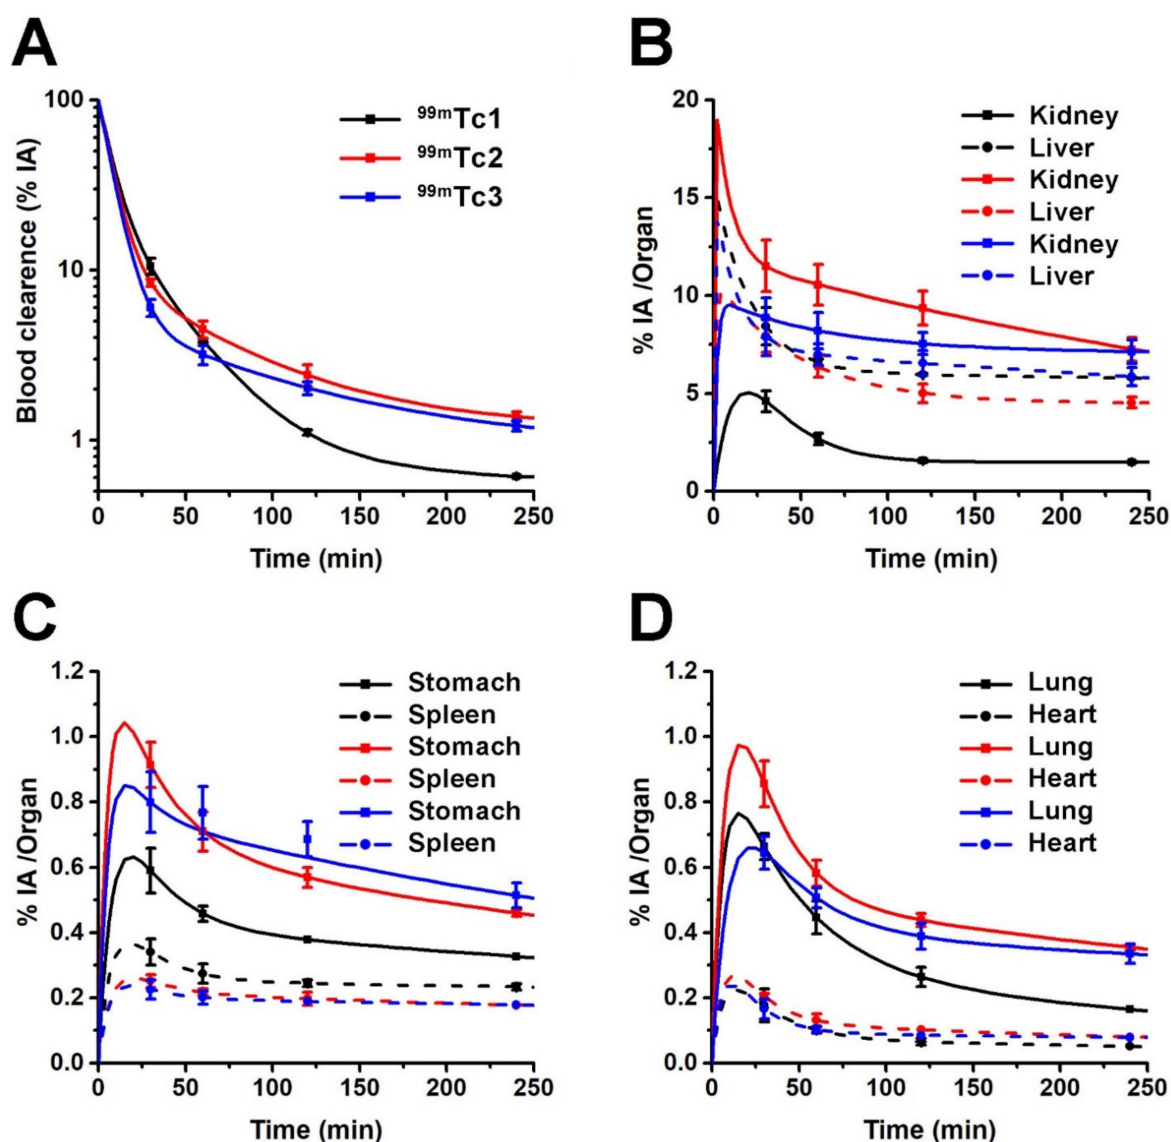 A
Blood clearence (% IA)
100
10
1
0
50
100
150
200
250
Time (min)
99mTc1
99mTc2
99mTc3
B
% IA /Organ
20
15
10
5
0
0
50
100
150
200
250
Time (min)
Kidney
Liver
Kidney
Liver
Kidney
Liver
C
% IA /Organ
1.2
1.0
0.8
0.6
0.4
0.2
0.0
0
50
100
150
200
250
Time (min)
Stomach
Spleen
Stomach
Spleen
Stomach
Spleen
D
% IA /Organ
1.2
1.0
0.8
0.6
0.4
0.2
0.0
0
50
100
150
200
250
Time (min)
Lung
Heart
Lung
Heart
Lung
Heart